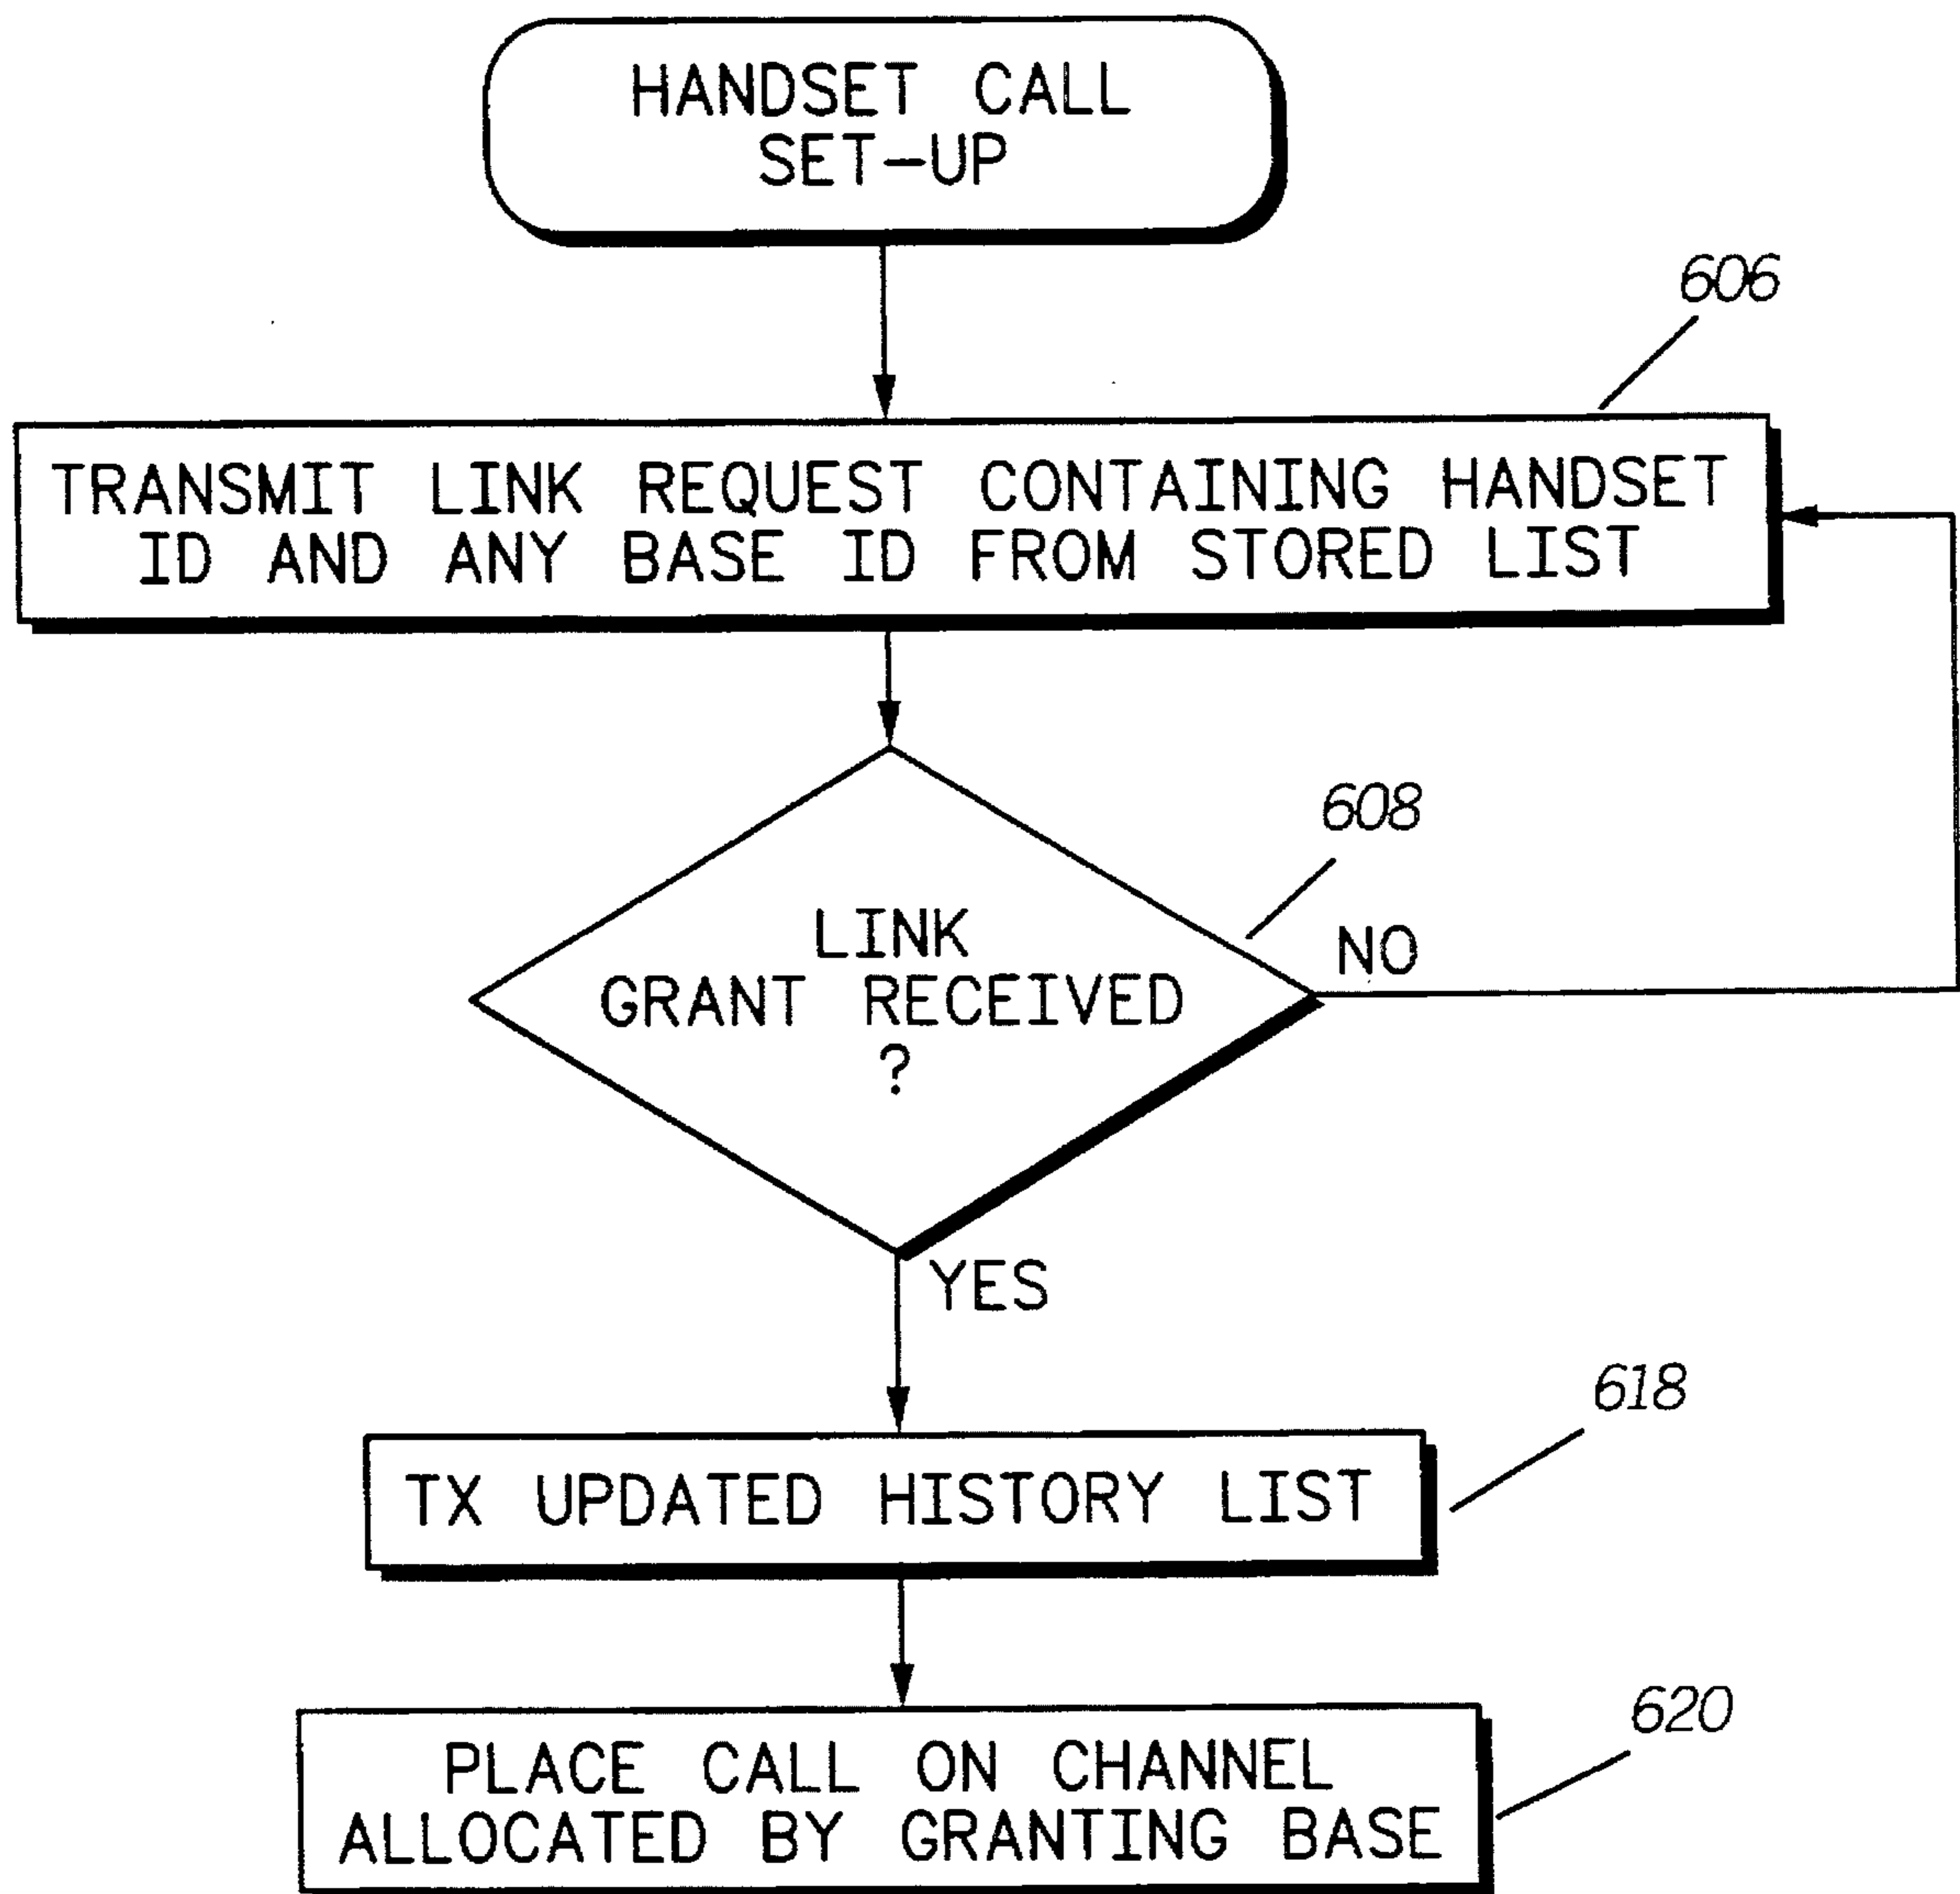 HANDSET CALL
SET-UP
606
TRANSMIT LINK REQUEST CONTAINING HANDSET
ID AND ANY BASE ID FROM STORED LIST
608
LINK
GRANT RECEIVED
?
NO
YES
618
TX UPDATED HISTORY LIST
620
PLACE CALL ON CHANNEL
ALLOCATED BY GRANTING BASE